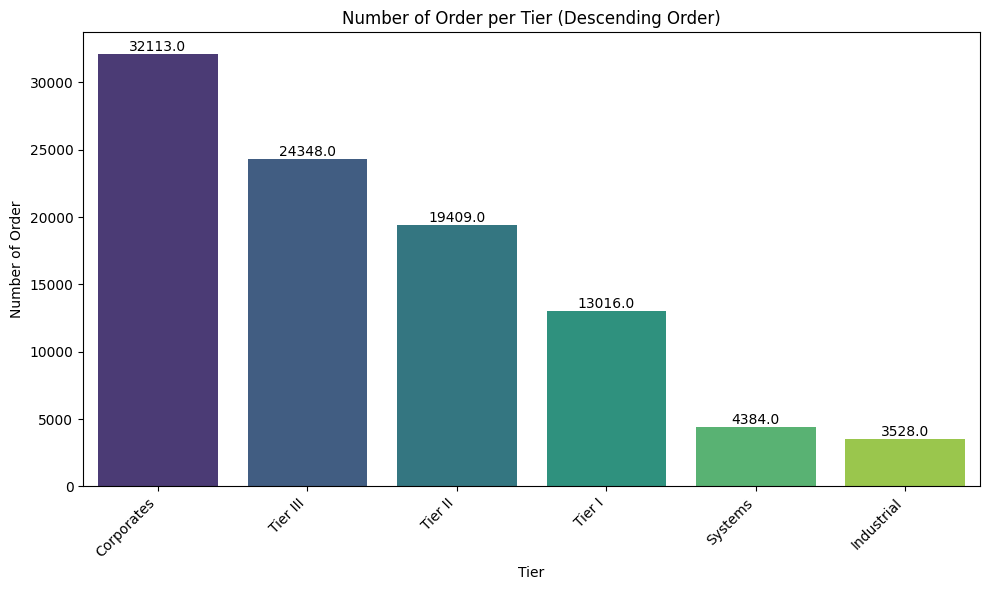 Number of Order per Tier (Descending Order)
32113.0
24348.0
19409.0
13016.0
4384.0
3528.0
30000
25000
20000
15000
10000
5000
0
Number of Order
Corporates
Tier III
Tier II
Tier I
Systems
Industrial
Tier